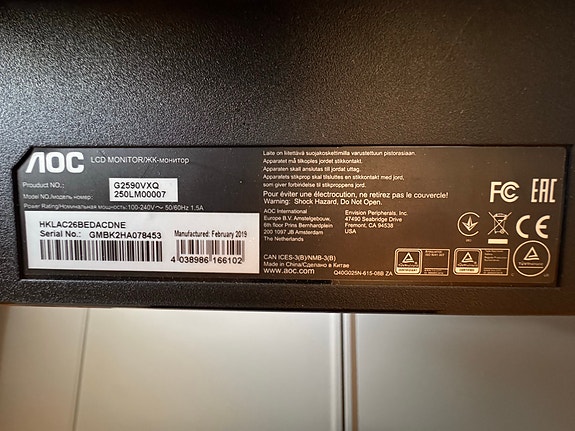 AOC LCD MONITOR/ЖК-монитор
Prouduct NO.: G2590VXQ
Model NO./модель номер: 250LM00007
Power Rating/Номинальная мощность:100-240V~ 50/60Hz 1,5A
HKLAC26BEDACDNE
Serial No.: GMBK2HA078453
Manufactured: February 2019
4 038986 166102
Laite on liitettävä suojakoskettimilla varustettuun pistorasiaan.
Apparatet må tilkoples jordet stikkontakt.
Apparaten skall anslutas till jordat uttag.
Apparatets stikprop skal tilsluttes en stikkontakt med jord,
som giver forbindelse til stikproppens jord.
Pour éviter une électrocution, ne retirez pas le couvercle!
Warning: Shock Hazard, Do Not Open.
AOC International
Europe B.V. Amstelgebouw,
6th floor Prins Bernhardplein
200 1097 JB Amsterdam
The Netherlands
Envision Peripherals, Inc.
47490 Seabridge Drive
Fremont, CA 94538
USA
CAN ICES-3(B)/NMB-3(B)
Made in China/Сделано в Китае
www.aoc.com
Q40G025N-615-08B ZA
FC EAC
CE